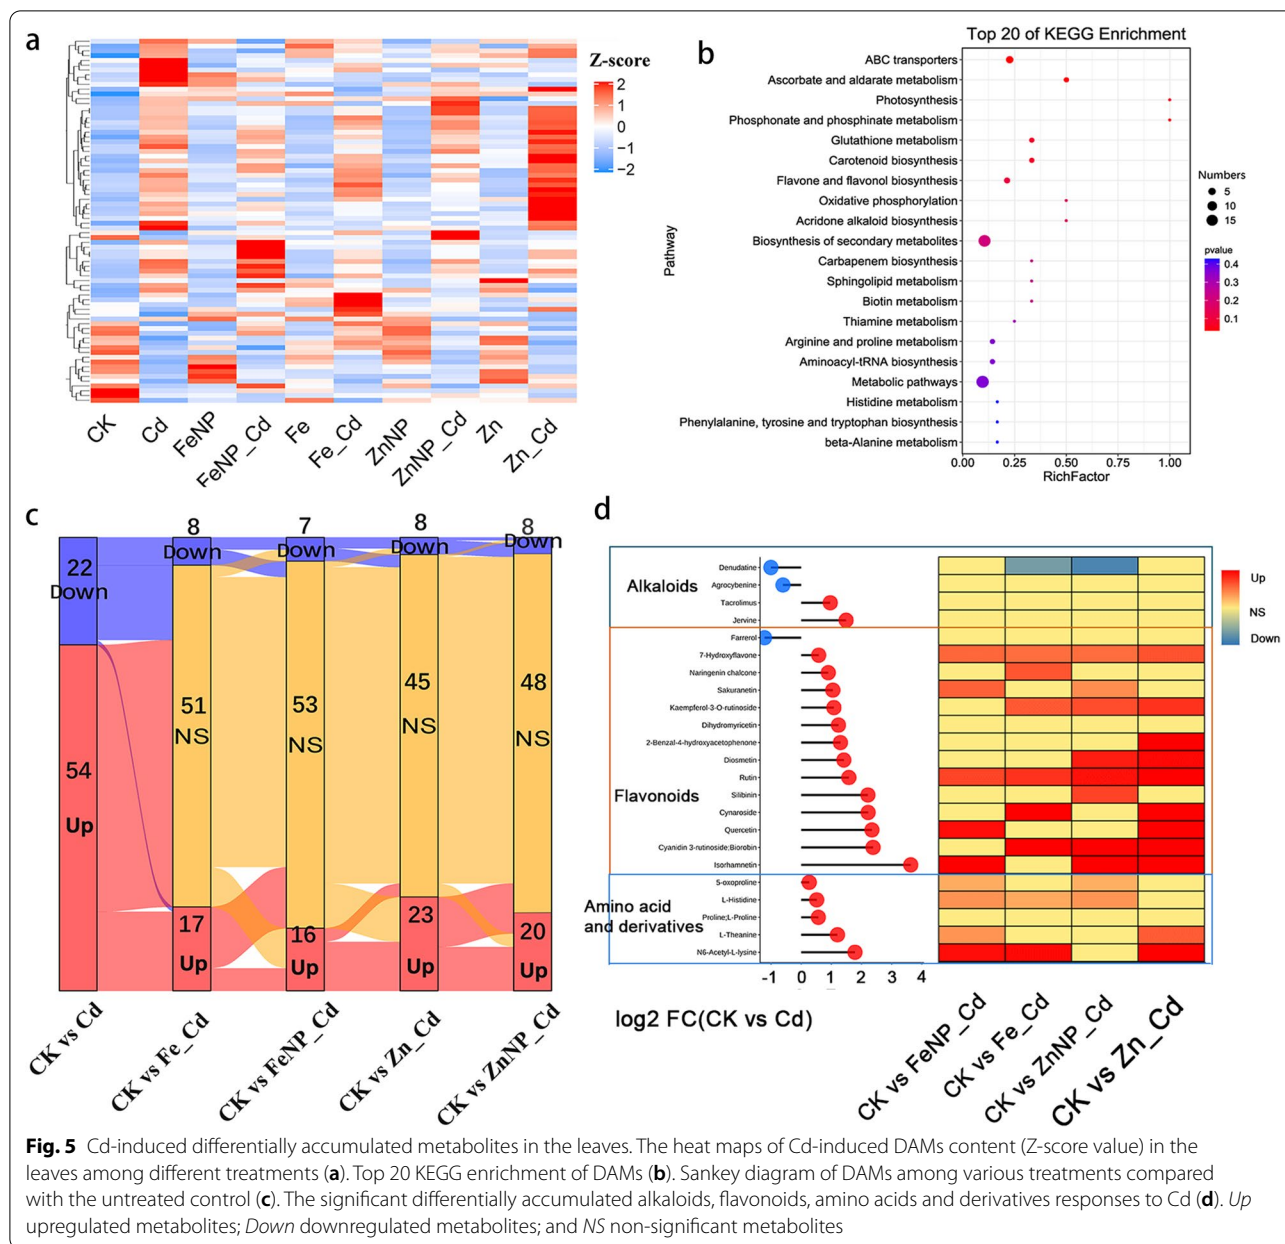 a
Z-score
2
1
0
−1
−2
CK
Cd
FeNP
FeNP_Cd
Fe
Fe_Cd
ZnNP
ZnNP_Cd
Zn
Zn_Cd
b
Top 20 of KEGG Enrichment
Pathway
ABC transporters
Ascorbate and aldarate metabolism
Photosynthesis
Phosphonate and phosphinate metabolism
Glutathione metabolism
Carotenoid biosynthesis
Flavone and flavonol biosynthesis
Oxidative phosphorylation
Acridone alkaloid biosynthesis
Biosynthesis of secondary metabolites
Carbapenem biosynthesis
Sphingolipid metabolism
Biotin metabolism
Thiamine metabolism
Arginine and proline metabolism
Aminoacyl-tRNA biosynthesis
Metabolic pathways
Histidine metabolism
Phenylalanine, tyrosine and tryptophan biosynthesis
beta-Alanine metabolism
0.00 0.25 0.50 0.75 1.00
RichFactor
Numbers
5
10
15
pvalue
0.4
0.3
0.2
0.1
c
22
Down
54
Up
8
Down
51
NS
17
Up
7
Down
53
NS
16
Up
8
Down
45
NS
23
Up
8
Down
48
NS
20
Up
CK vs Cd
CK vs Fe_Cd
CK vs FeNP_Cd
CK vs Zn_Cd
CK vs ZnNP_Cd
d
Alkaloids
Denudatine
Agrocybenine
Tacrolimus
Jervine
Flavonoids
Farrerol
7-Hydroxyflavone
Naringenin chalcone
Sakuranetin
Kaempferol-3-O-rutinoside
Dihydromyricetin
2-Benzal-4-hydroxyacetophenone
Diosmetin
Rutin
Silibinin
Cynaroside
Quercetin
Cyanidin 3-rutinoside;Biorobin
Isorhamnetin
Amino acid
and derivatives
5-oxoproline
L-Histidine
Proline;L-Proline
L-Theanine
N6-Acetyl-L-lysine
-1 0 1 2 3 4
log2 FC(CK vs Cd)
CK vs FeNP_Cd
CK vs Fe_Cd
CK vs ZnNP_Cd
CK vs Zn_Cd
Up
NS
Down
Fig. 5 Cd-induced differentially accumulated metabolites in the leaves. The heat maps of Cd-induced DAMs content (Z-score value) in the
leaves among different treatments (a). Top 20 KEGG enrichment of DAMs (b). Sankey diagram of DAMs among various treatments compared
with the untreated control (c). The significant differentially accumulated alkaloids, flavonoids, amino acids and derivatives responses to Cd (d). Up
upregulated metabolites; Down downregulated metabolites; and NS non-significant metabolites